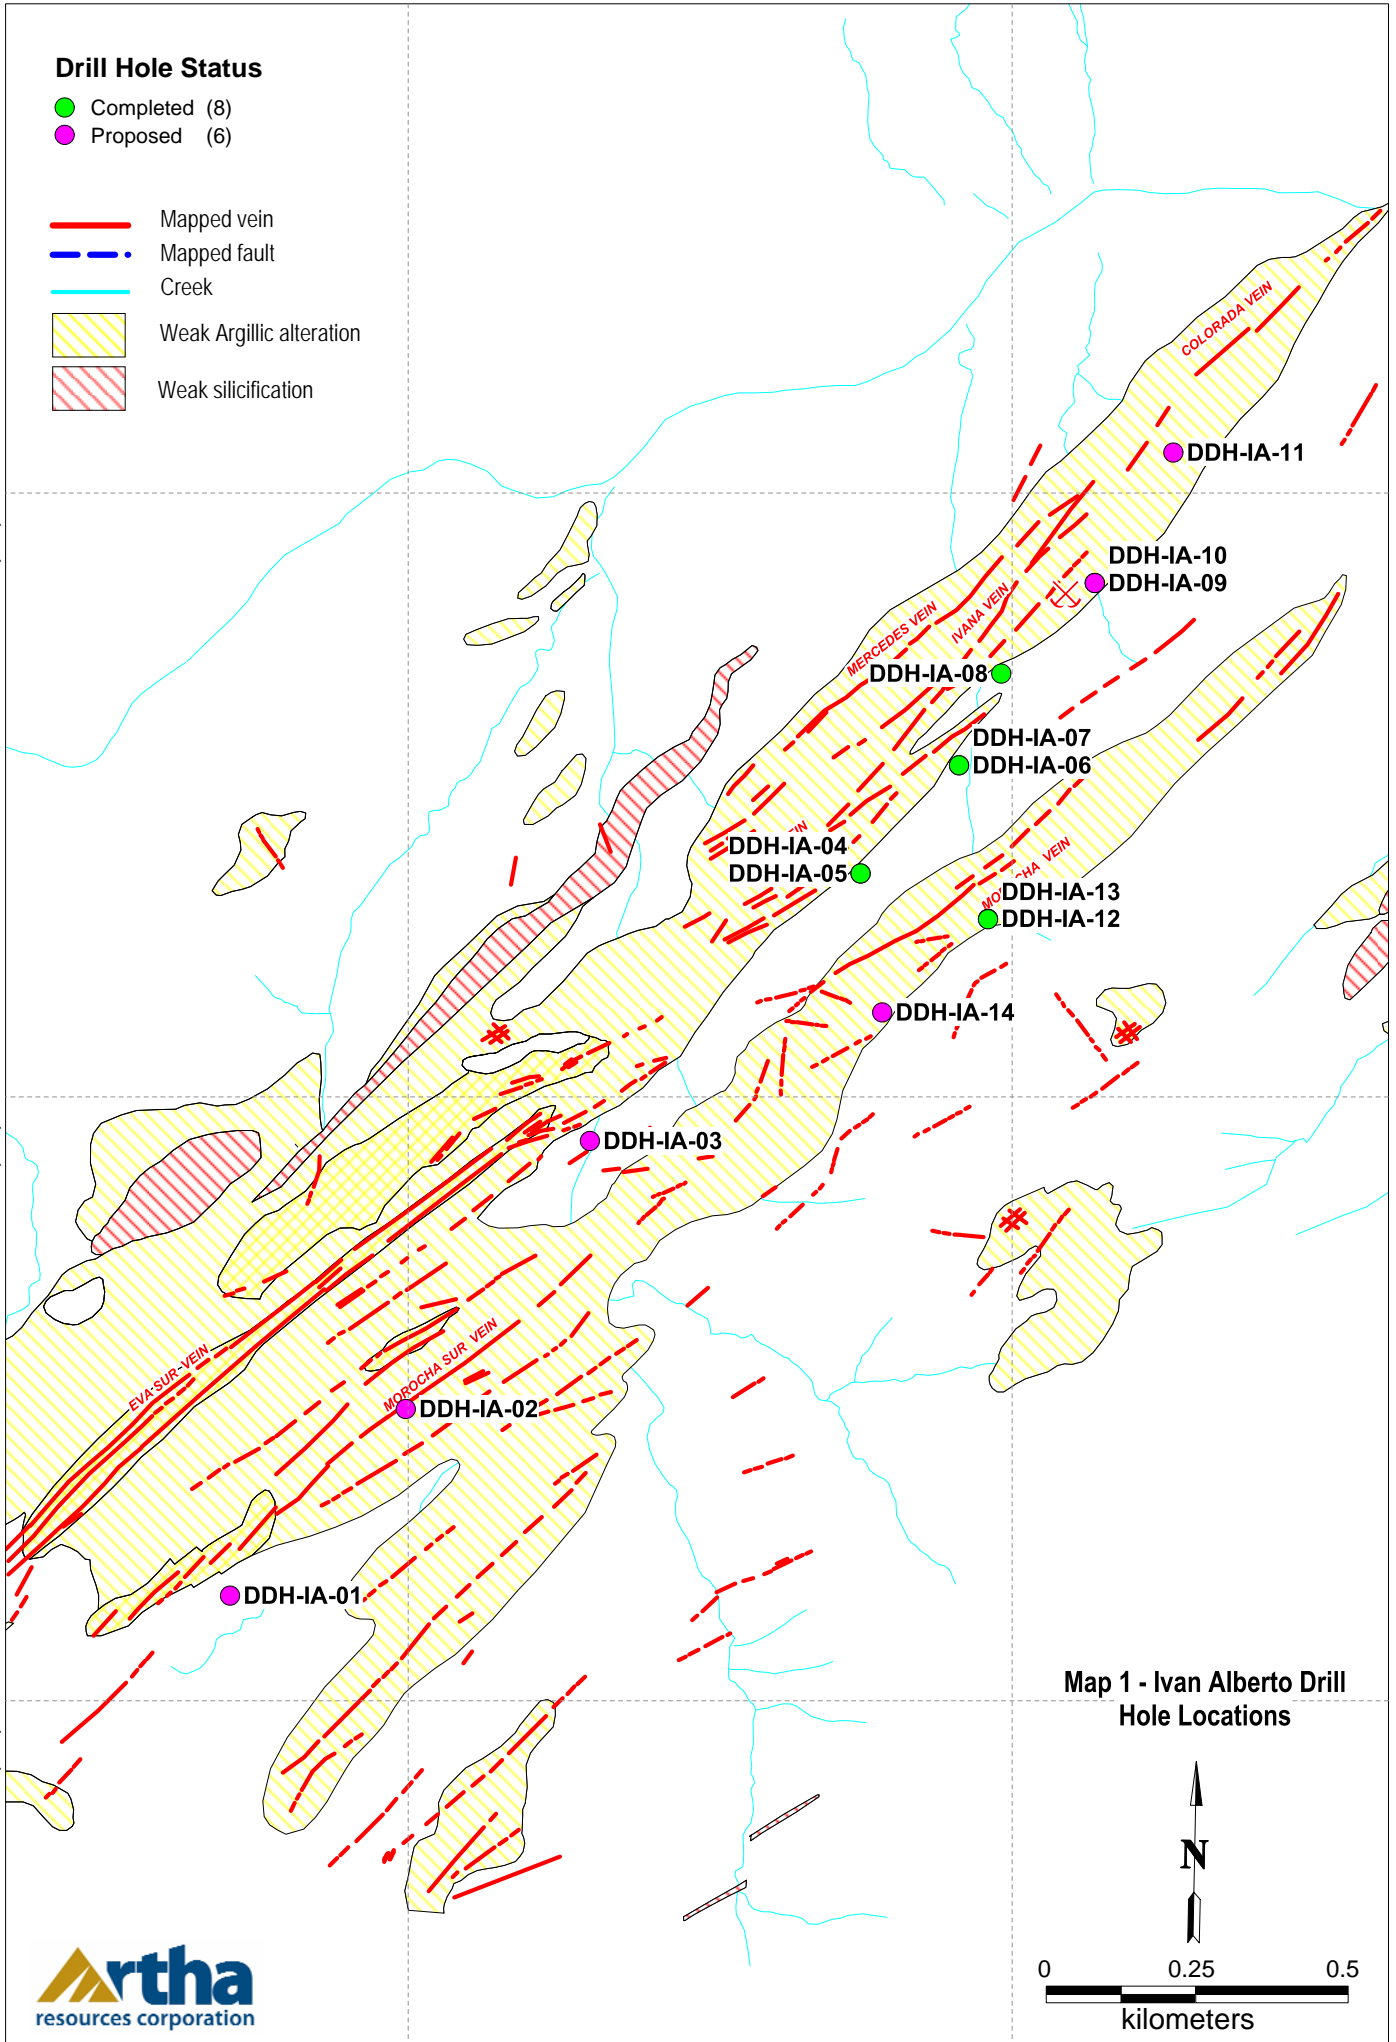 Drill Hole Status
Completed (8)
Proposed (6)
Mapped vein
Mapped fault
Creek
Weak Argillic alteration
Weak silicification
COLORADA VEIN
DDH-IA-11
DDH-IA-10
DDH-IA-09
MERCEDES VEIN
IVANA VEIN
DDH-IA-08
DDH-IA-07
DDH-IA-06
DDH-IA-04
DDH-IA-05
VEIN
DDH-IA-13
DDH-IA-12
DDH-IA-14
DDH-IA-03
EVA SUR VEIN
MOROCHA SUR VEIN
DDH-IA-02
DDH-IA-01
Map 1 - Ivan Alberto Drill
Hole Locations
N
0 0.25 0.5
kilometers
Artha
resources corporation